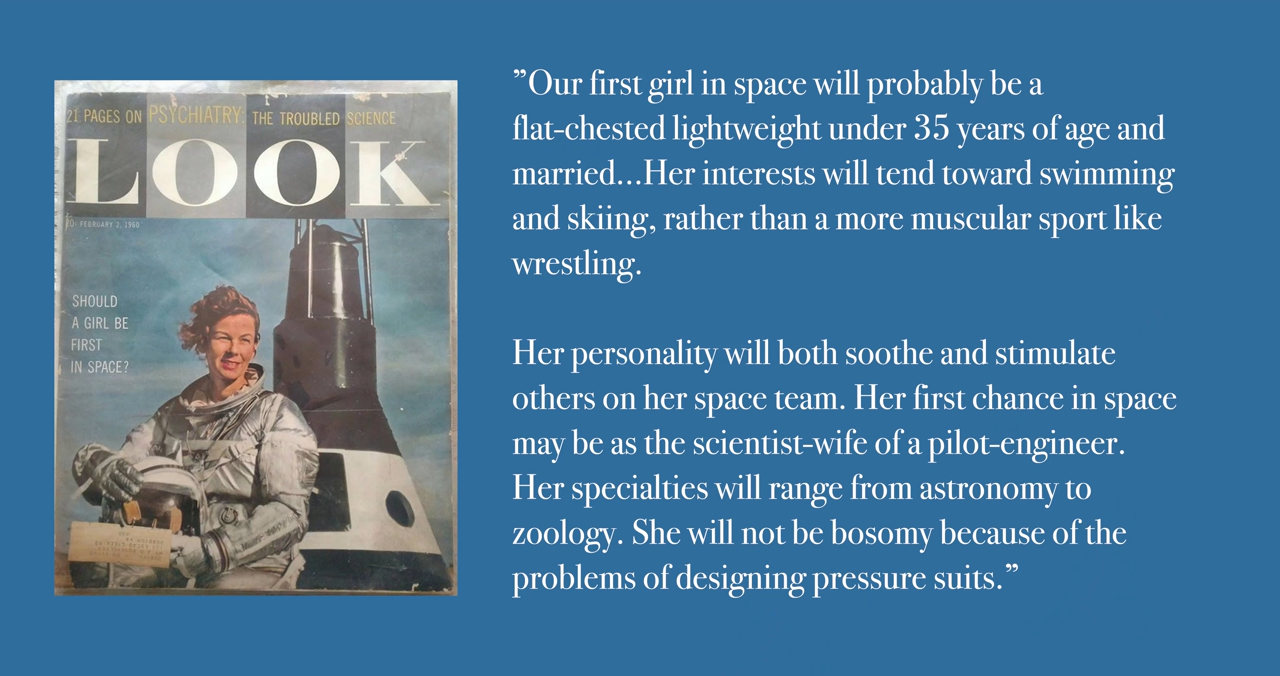 21 PAGES ON PSYCHIATRY: THE TROUBLED SCIENCE
LOOK
FEBRUARY 2, 1960
SHOULD
A GIRL BE
FIRST
IN SPACE?
”Our first girl in space will probably be a
flat-chested lightweight under 35 years of age and
married...Her interests will tend toward swimming
and skiing, rather than a more muscular sport like
wrestling.
Her personality will both soothe and stimulate
others on her space team. Her first chance in space
may be as the scientist-wife of a pilot-engineer.
Her specialties will range from astronomy to
zoology. She will not be bosomy because of the
problems of designing pressure suits.”